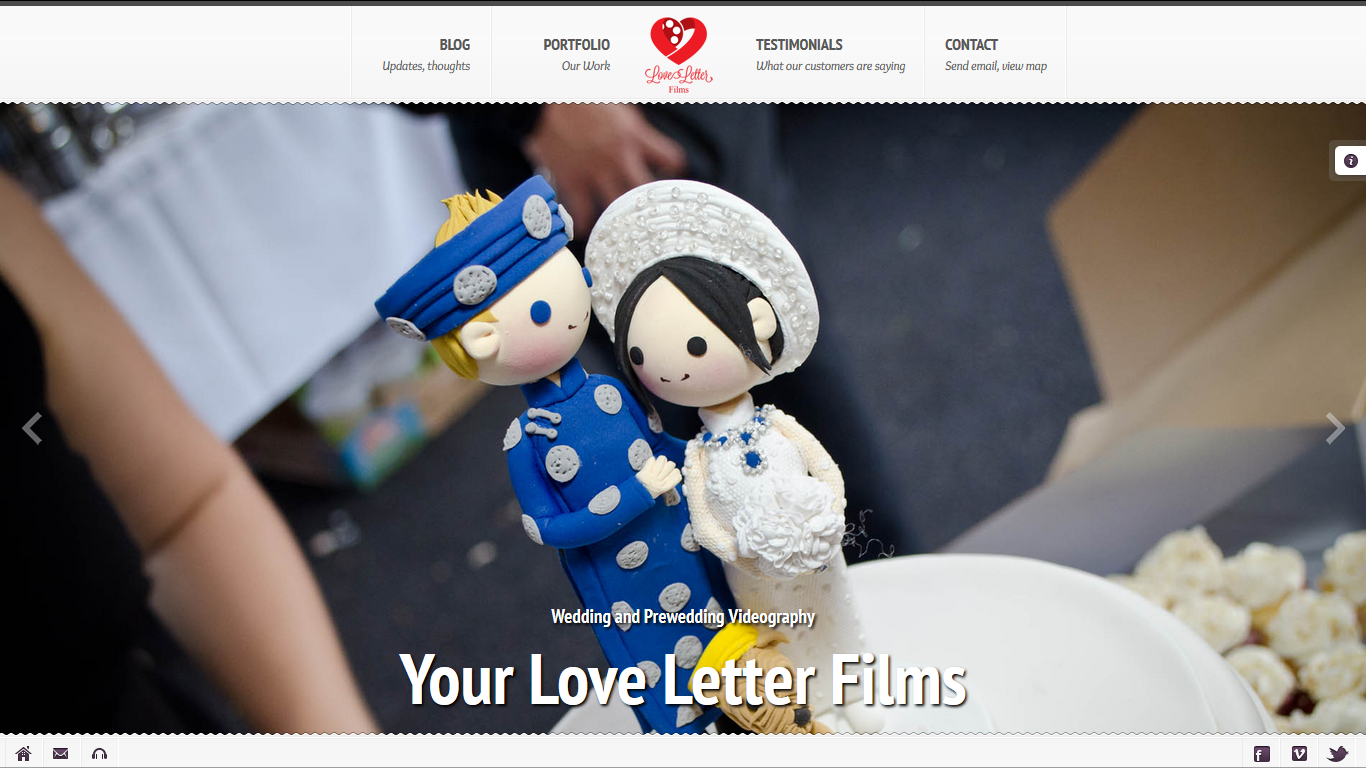 BLOG
Updates, thoughts
PORTFOLIO
Our Work
Love Letter
Films
TESTIMONIALS
What our customers are saying
CONTACT
Send email, view map
Wedding and Prewedding Videography
Your Love Letter Films